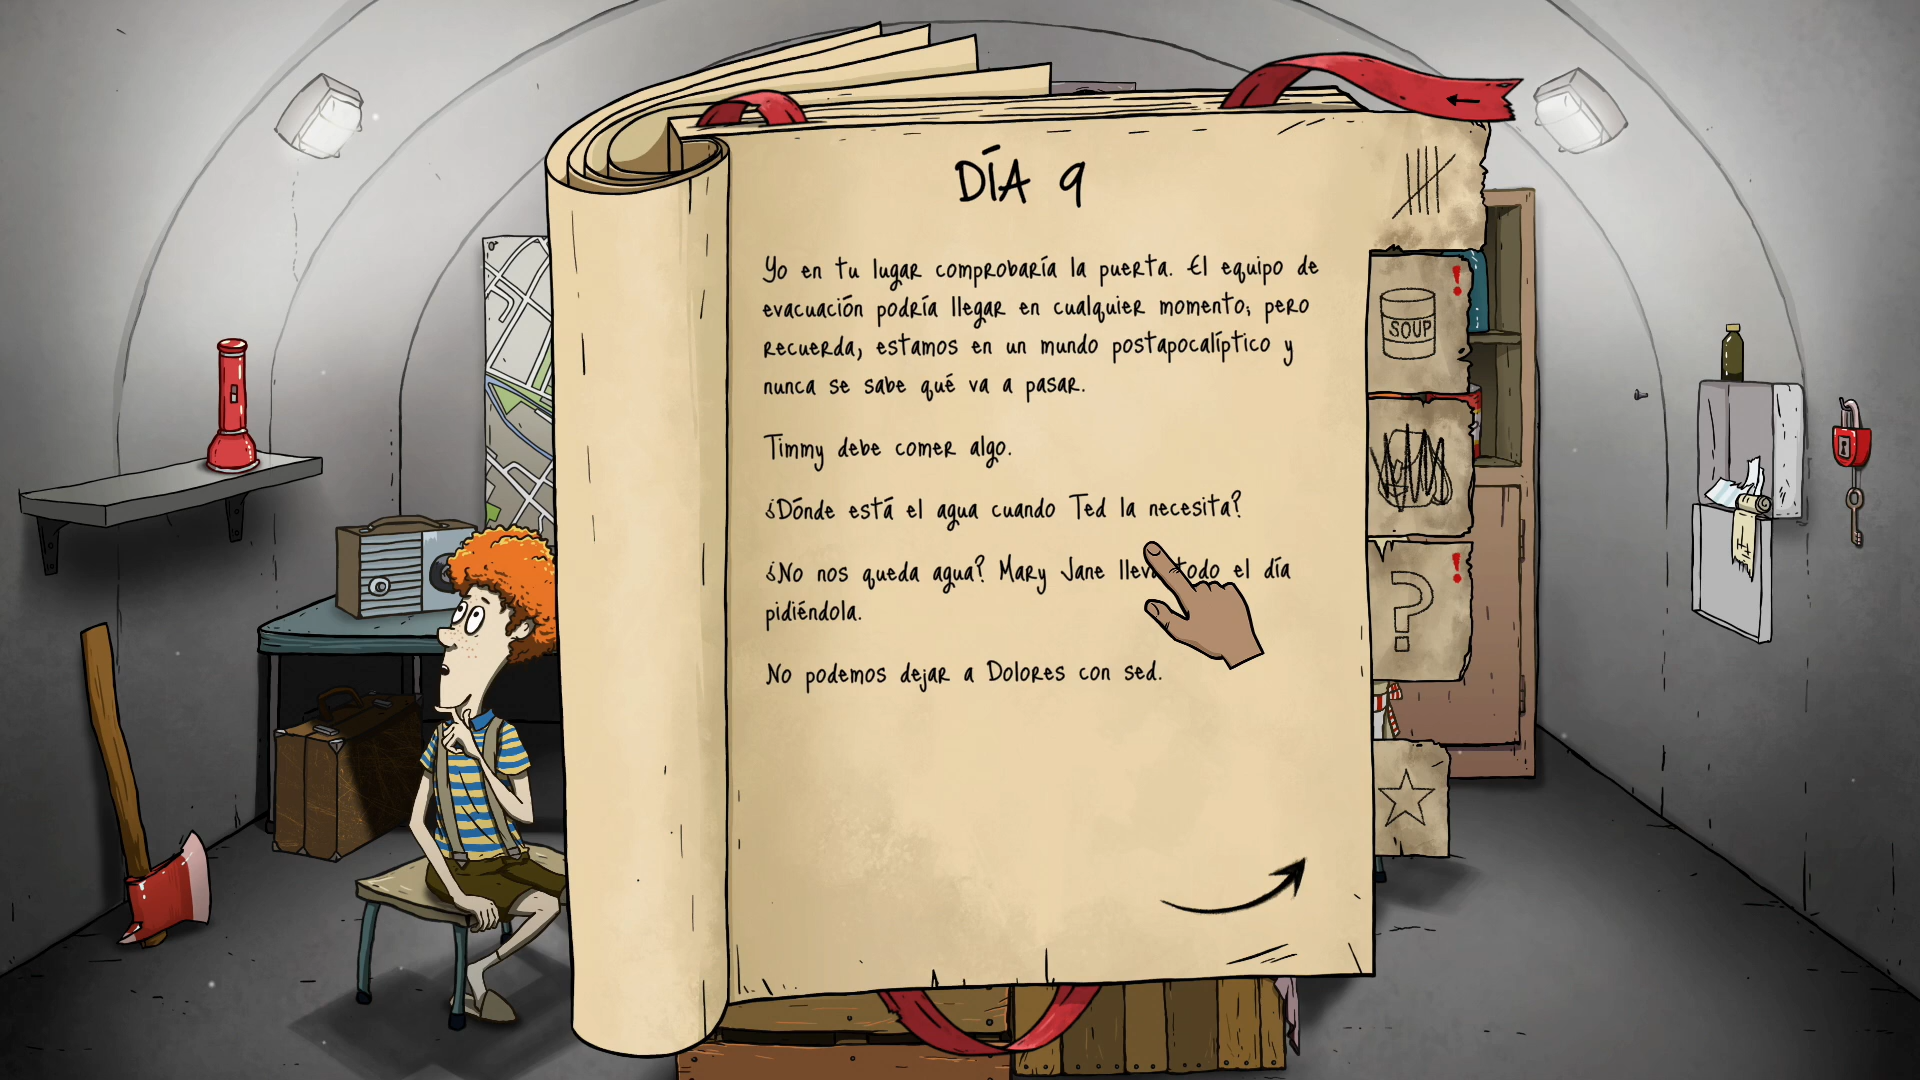 DÍA 9
Yo en tu lugar comprobaría la puerta. El equipo de
evacuación podría llegar en cualquier momento; pero
recuerda, estamos en un mundo postapocalíptico y
nunca se sabe qué va a pasar.
Timmy debe comer algo.
¿Dónde está el agua cuando Ted la necesita?
¿No nos queda agua? Mary Jane lleva todo el día
pidiéndola.
No podemos dejar a Dolores con sed.
!
SOUP
!
?